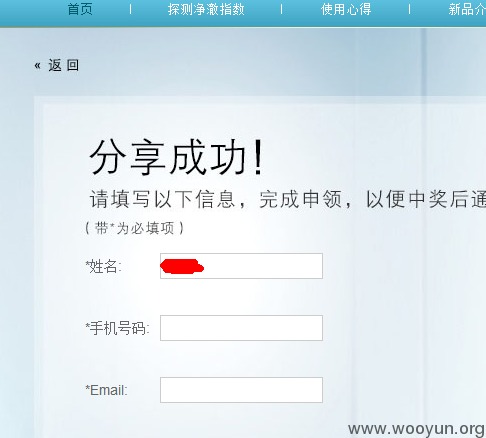 首页 | 探测净澈指数 | 使用心得 | 新品介
« 返 回
分享成功！
请填写以下信息，完成申领，以便中奖后通
( 带*为必填项 )
*姓名:
*手机号码:
*Email:
www.wooyun.org